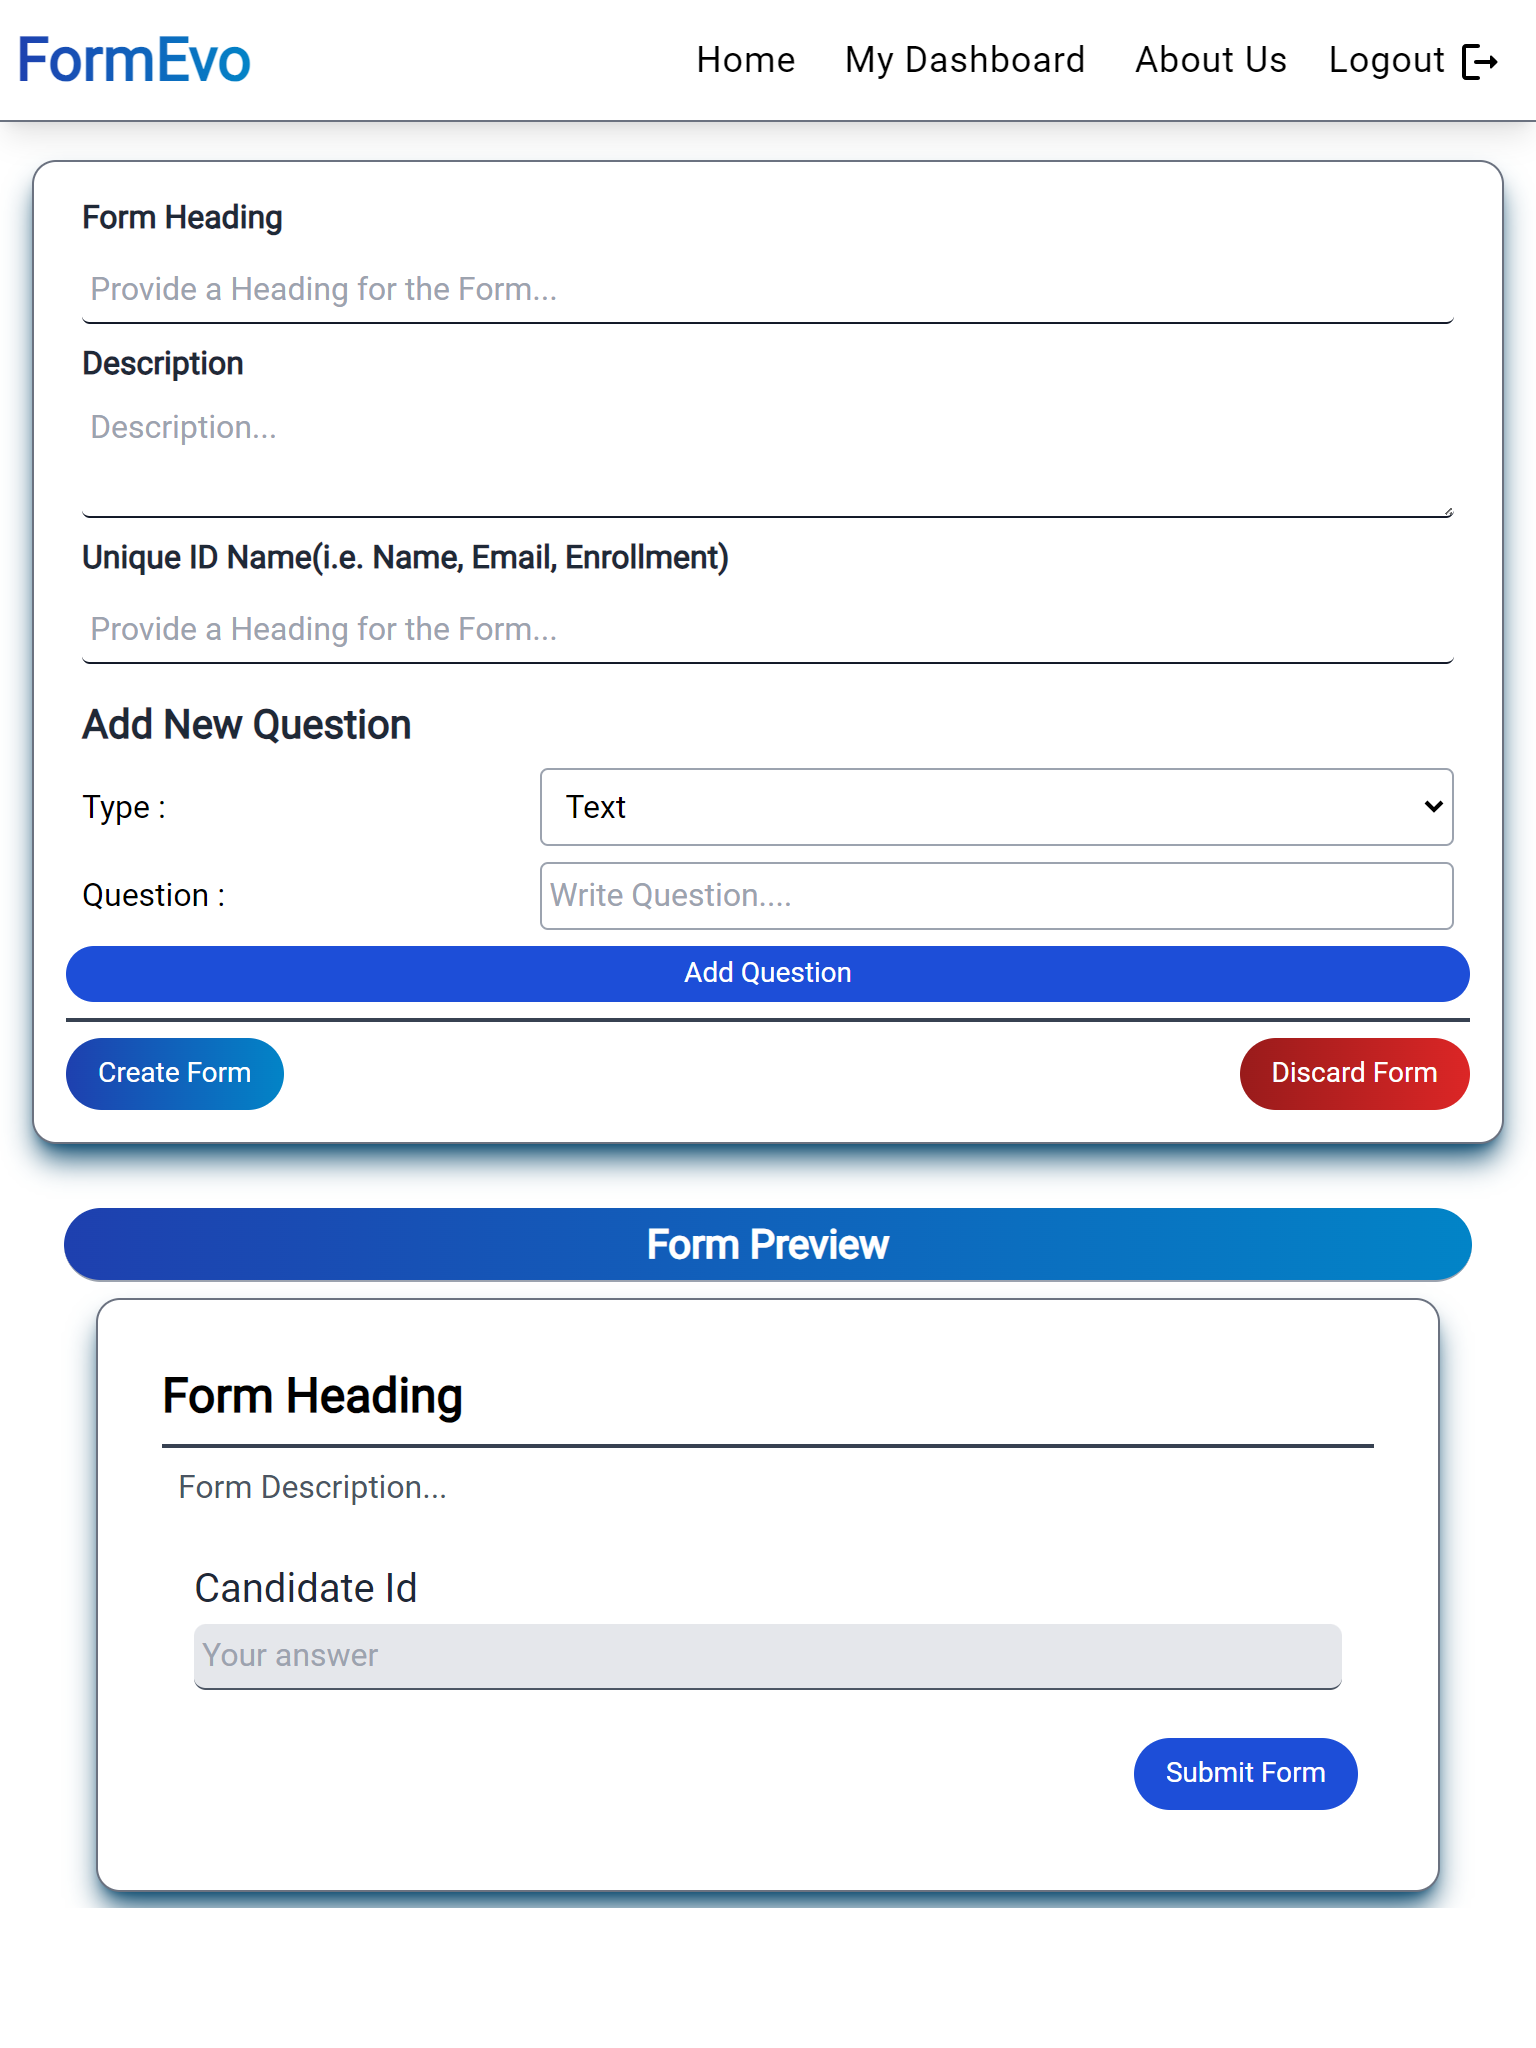 FormEvo
Home My Dashboard About Us Logout
Form Heading
Provide a Heading for the Form...
Description
Description...
Unique ID Name(i.e. Name, Email, Enrollment)
Provide a Heading for the Form...
Add New Question
Type : Text
Question : Write Question....
Add Question
Create Form Discard Form
Form Preview
Form Heading
Form Description...
Candidate Id
Your answer
Submit Form